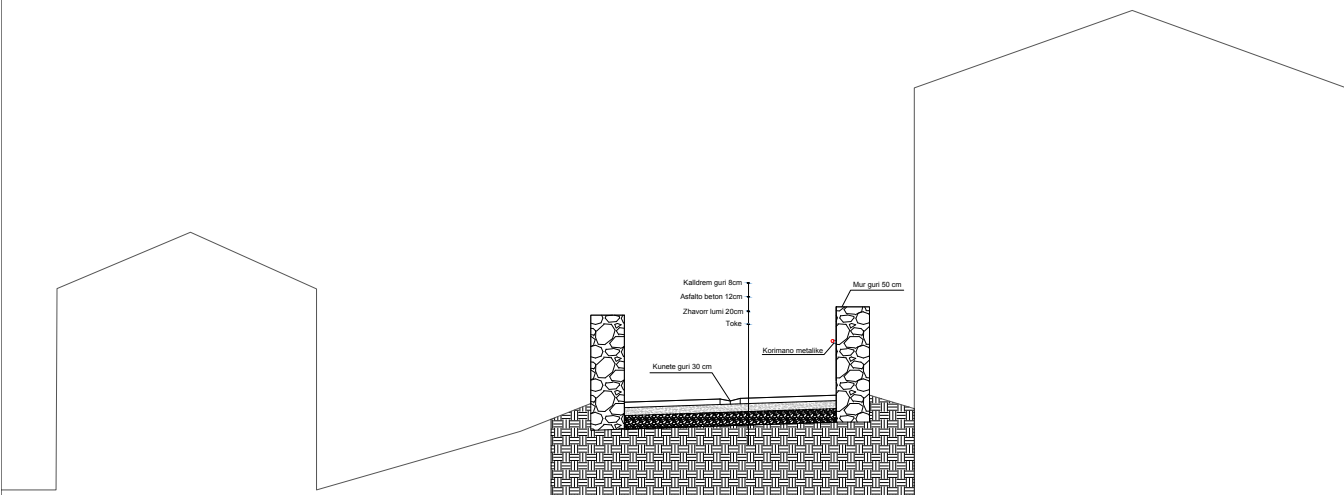 Kalldrem guri 8cm
Asfalto beton 12cm
Zhavorr lumi 20cm
Toke
Mur guri 50 cm
Korimano metalike
Kunete guri 30 cm